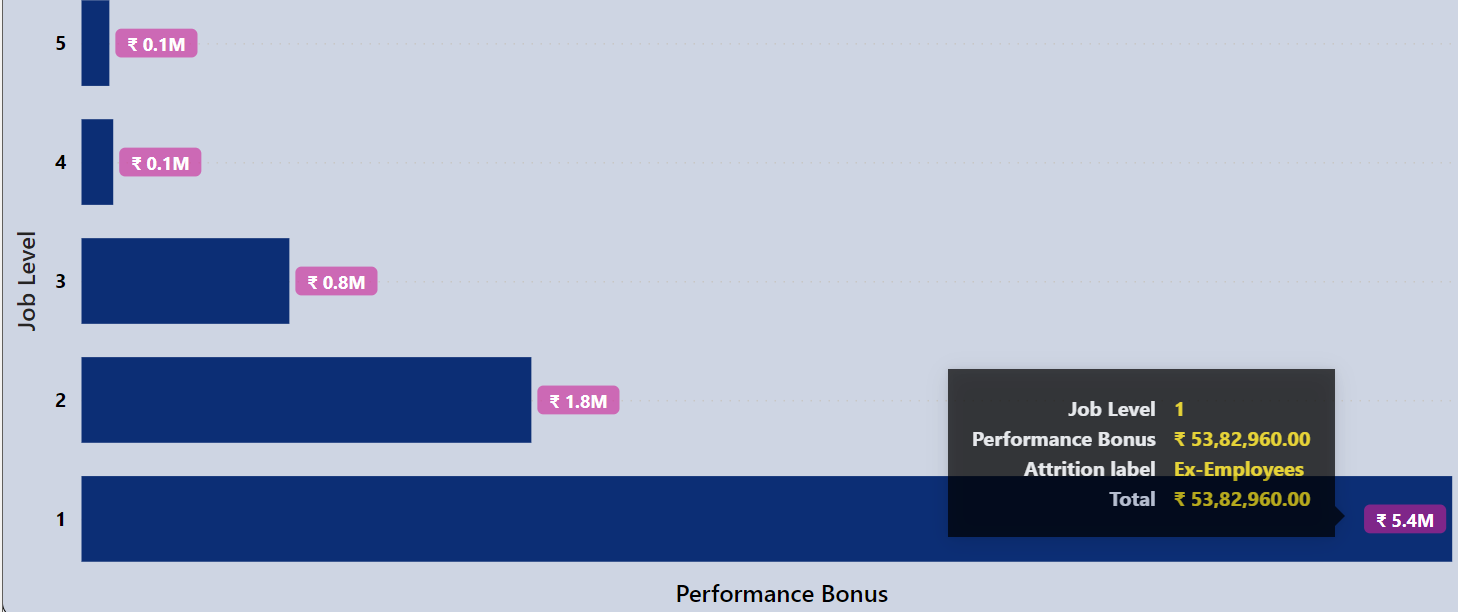 Job Level
5
₹ 0.1M
4
₹ 0.1M
3
₹ 0.8M
2
₹ 1.8M
Job Level 1
Performance Bonus ₹ 53,82,960.00
Attrition label Ex-Employees
Total ₹ 53,82,960.00
1
₹ 5.4M
Performance Bonus